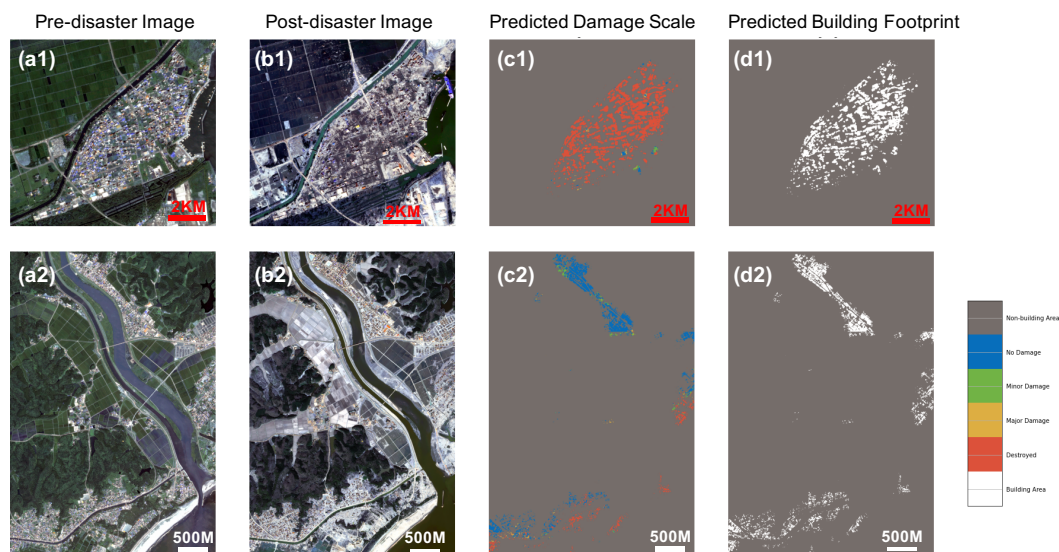 Pre-disaster Image
Post-disaster Image
Predicted Damage Scale
Predicted Building Footprint
(a1)
(b1)
(c1)
(d1)
2KM
2KM
2KM
2KM
(a2)
(b2)
(c2)
(d2)
500M
500M
500M
500M
Non-building Area
No Damage
Minor Damage
Major Damage
Destroyed
Building Area